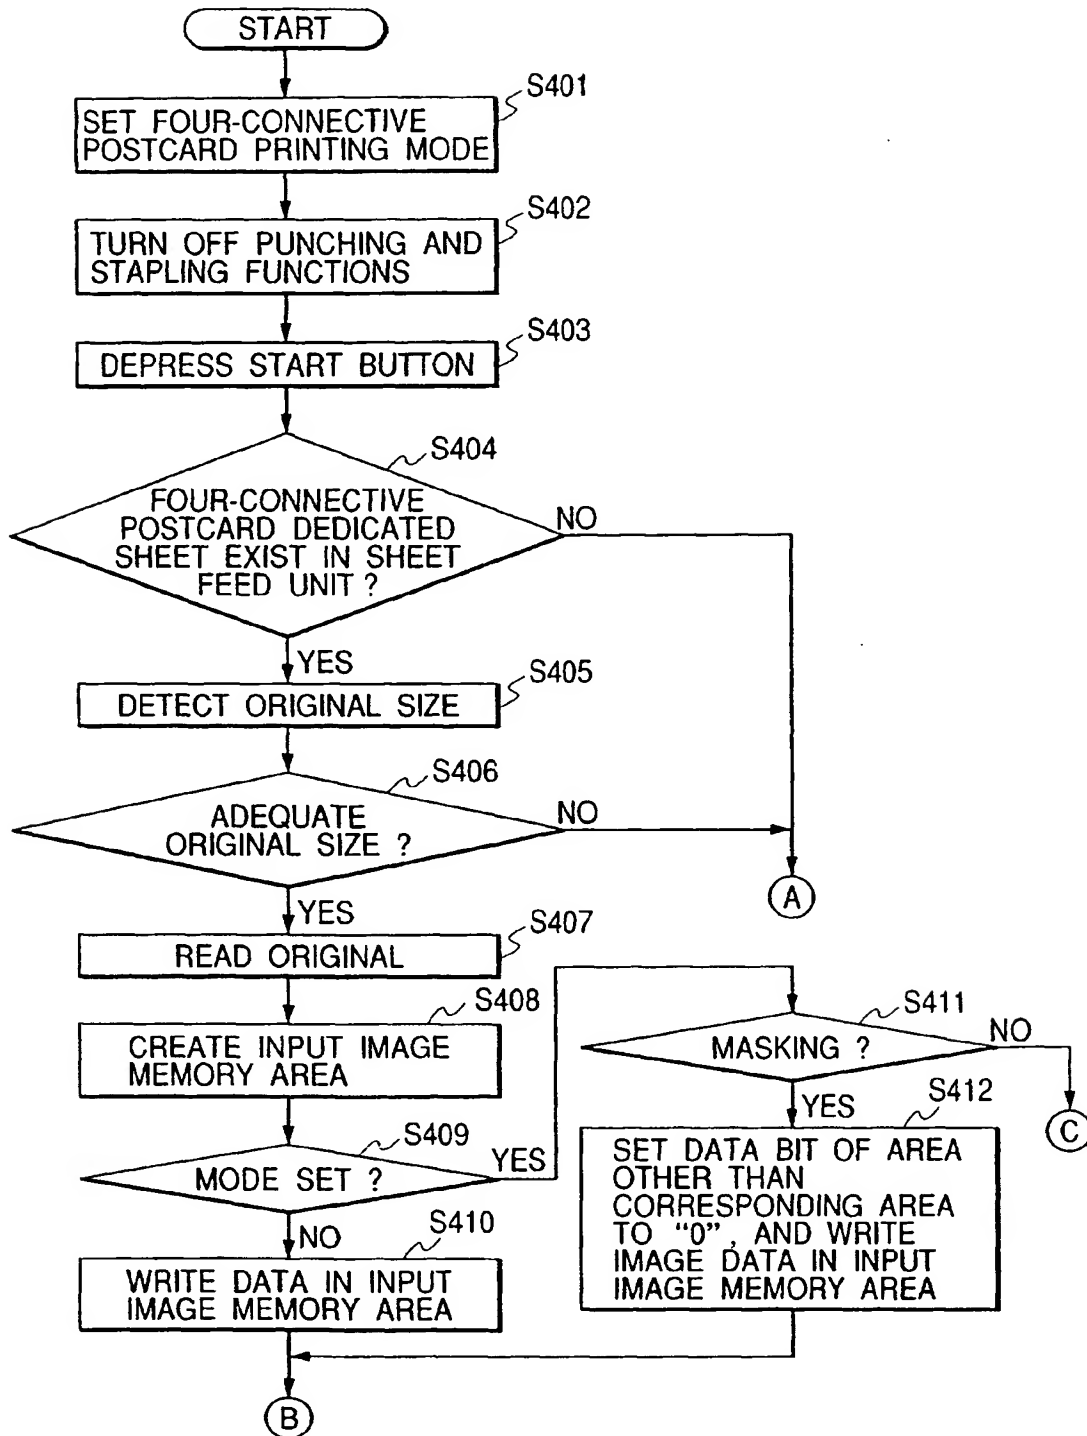 START
S401
SET FOUR-CONNECTIVE
POSTCARD PRINTING MODE
S402
TURN OFF PUNCHING AND
STAPLING FUNCTIONS
S403
DEPRESS START BUTTON
S404
FOUR-CONNECTIVE
POSTCARD DEDICATED
SHEET EXIST IN SHEET
FEED UNIT ?
NO
YES
S405
DETECT ORIGINAL SIZE
S406
ADEQUATE
ORIGINAL SIZE ?
NO
A
YES
S407
READ ORIGINAL
S408
CREATE INPUT IMAGE
MEMORY AREA
S409
MODE SET ?
YES
NO
S410
WRITE DATA IN INPUT
IMAGE MEMORY AREA
S411
MASKING ?
NO
C
YES
S412
SET DATA BIT OF AREA
OTHER THAN
CORRESPONDING AREA
TO "0", AND WRITE
IMAGE DATA IN INPUT
IMAGE MEMORY AREA
B